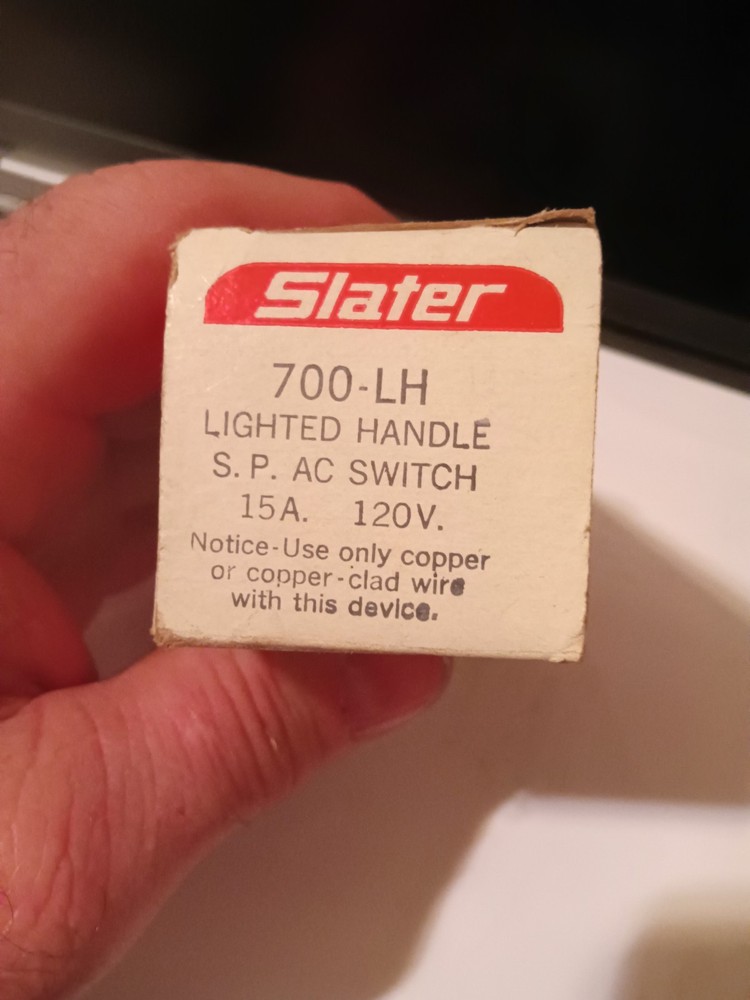 Slater
700-LH
LIGHTED HANDLE
S. P. AC SWITCH
15A. 120V.
Notice-Use only copper
or copper-clad wire
with this device.